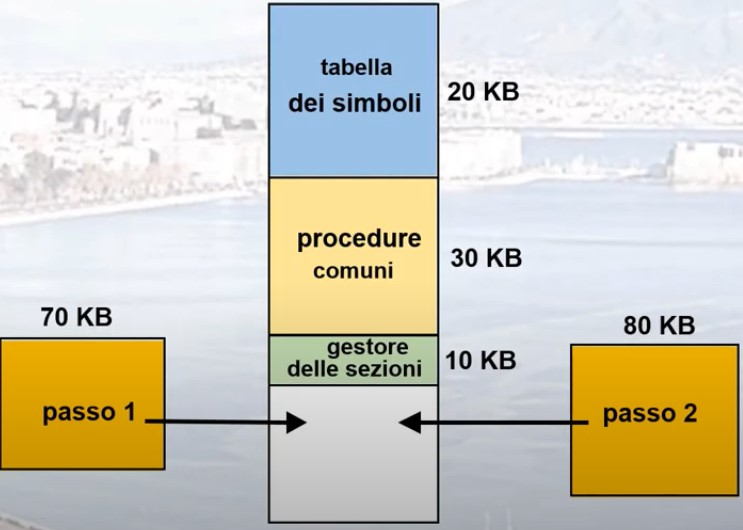 tabella
dei simboli
20 KB
procedure
comuni
30 KB
70 KB
80 KB
gestore
delle sezioni
10 KB
passo 1
passo 2